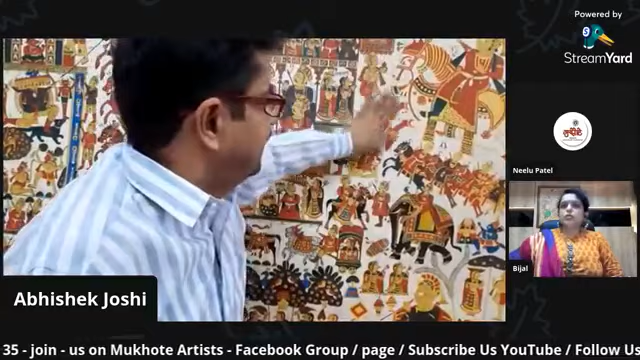 Powered by
StreamYard
मुखौटे
Neelu Patel
Bijal
Abhishek Joshi
35 - join - us on Mukhote Artists - Facebook Group / page / Subscribe Us YouTube / Follow Us